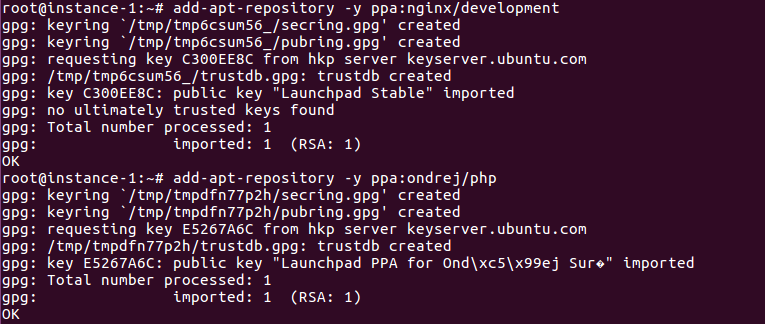 root@instance-1:~# add-apt-repository -y ppa:nginx/development
gpg: keyring `/tmp/tmp6csum56_/secring.gpg' created
gpg: keyring `/tmp/tmp6csum56_/pubring.gpg' created
gpg: requesting key C300EE8C from hkp server keyserver.ubuntu.com
gpg: /tmp/tmp6csum56_/trustdb.gpg: trustdb created
gpg: key C300EE8C: public key "Launchpad Stable" imported
gpg: no ultimately trusted keys found
gpg: Total number processed: 1
gpg:               imported: 1  (RSA: 1)
OK
root@instance-1:~# add-apt-repository -y ppa:ondrej/php
gpg: keyring `/tmp/tmpdfn77p2h/secring.gpg' created
gpg: keyring `/tmp/tmpdfn77p2h/pubring.gpg' created
gpg: requesting key E5267A6C from hkp server keyserver.ubuntu.com
gpg: /tmp/tmpdfn77p2h/trustdb.gpg: trustdb created
gpg: key E5267A6C: public key "Launchpad PPA for Ond\xc5\x99ej Sur�" imported
gpg: Total number processed: 1
gpg:               imported: 1  (RSA: 1)
OK